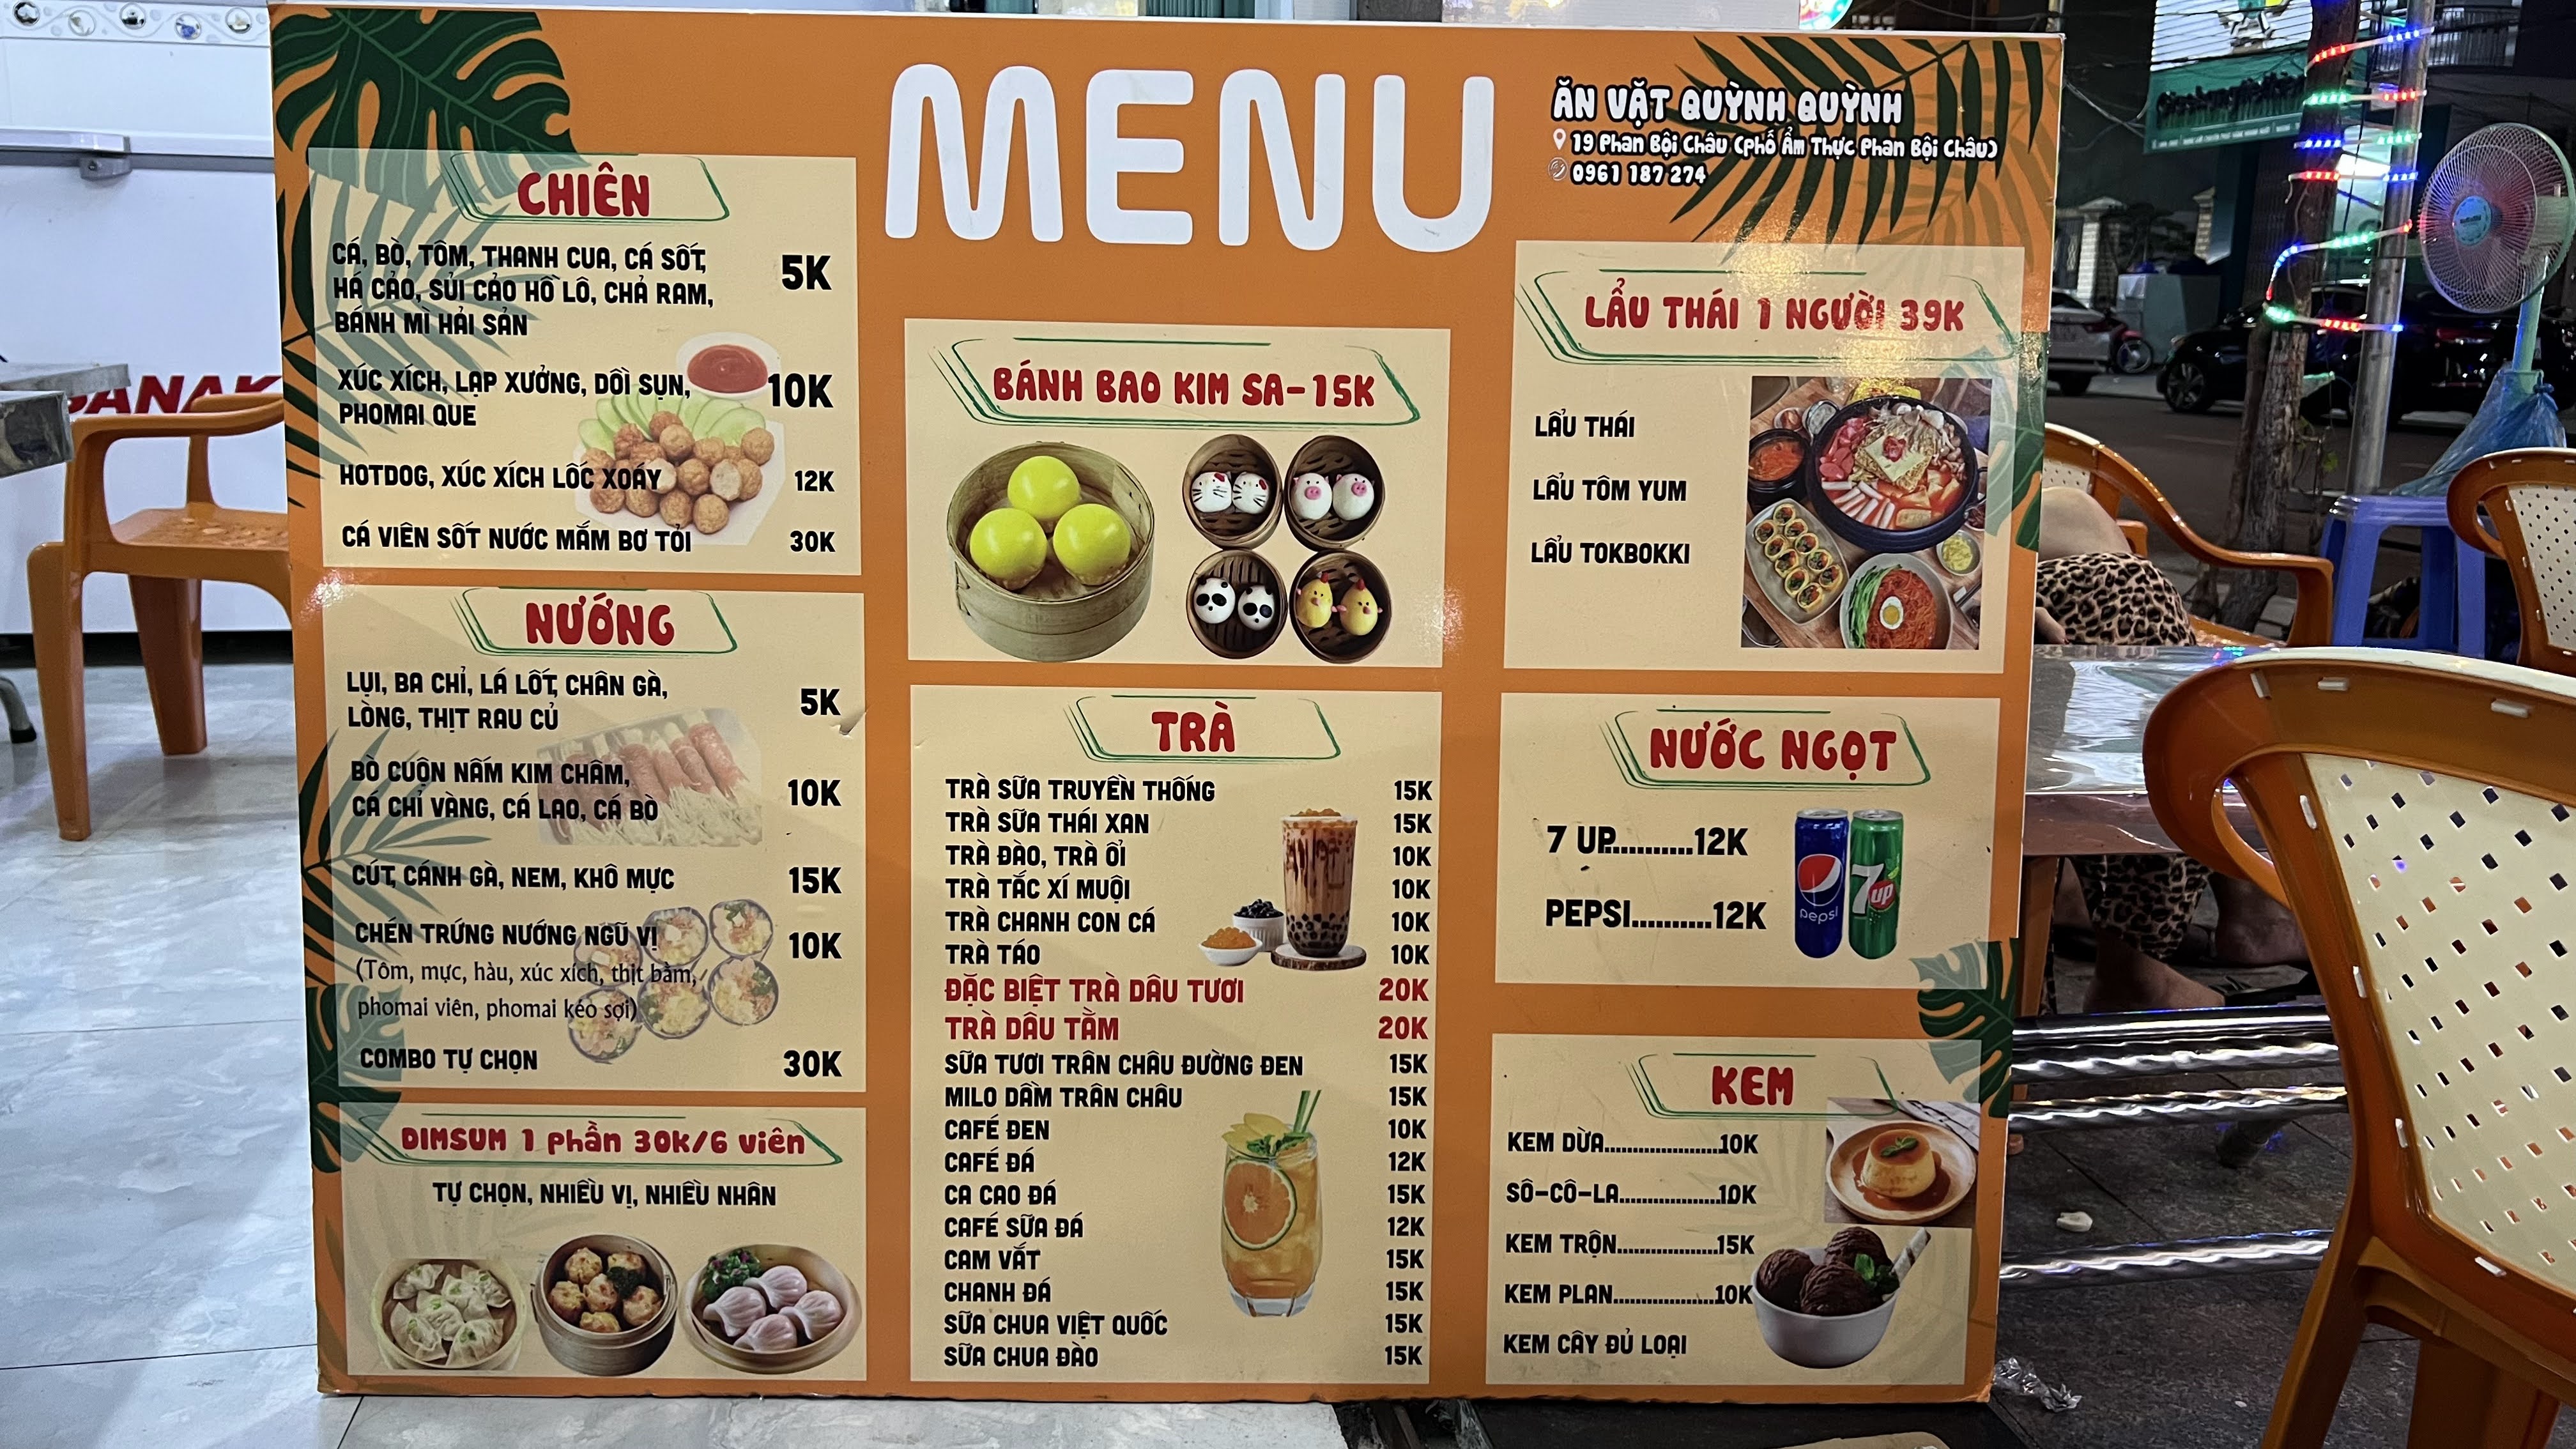 MENU
ĂN VẶT QUỲNH QUỲNH
19 Phan Bội Châu (Phố Ẩm Thực Phan Bội Châu)
0961 187 274
CHIÊN
CÁ, BÒ, TÔM, THANH CUA, CÁ SỐT,
HÁ CẢO, SỦI CẢO HỒ LÔ, CHẢ RAM,
BÁNH MÌ HẢI SẢN
5K
XÚC XÍCH, LẠP XƯỞNG, DỒI SỤN,
PHOMAI QUE
10K
HOTDOG, XÚC XÍCH LỐC XOÁY 12K
CÁ VIÊN SỐT NƯỚC MẮM BƠ TỎI 30K
NƯỚNG
LỤI, BA CHỈ, LÁ LỐT, CHÂN GÀ,
LÒNG, THỊT RAU CỦ
5K
BÒ CUỘN NẤM KIM CHÂM,
CÁ CHỈ VÀNG, CÁ LAO, CÁ BÒ
10K
CÚT, CÁNH GÀ, NEM, KHÔ MỰC 15K
CHÉN TRỨNG NƯỚNG NGŨ VỊ 10K
(Tôm, mực, hàu, xúc xích, thịt bằm,
phomai viên, phomai kéo sợi)
COMBO TỰ CHỌN 30K
DIMSUM 1 Phần 30k/6 viên
TỰ CHỌN, NHIỀU VỊ, NHIỀU NHÂN
BÁNH BAO KIM SA-15K
TRÀ
TRÀ SỮA TRUYỀN THỐNG 15K
TRÀ SỮA THÁI XAN 15K
TRÀ ĐÀO, TRÀ ỔI 10K
TRÀ TẮC XÍ MUỘI 10K
TRÀ CHANH CON CÁ 10K
TRÀ TÁO 10K
ĐẶC BIỆT TRÀ DÂU TƯƠI 20K
TRÀ DÂU TẰM 20K
SỮA TƯƠI TRÂN CHÂU ĐƯỜNG ĐEN 15K
MILO DẦM TRÂN CHÂU 15K
CAFÉ ĐEN 10K
CAFÉ ĐÁ 12K
CA CAO ĐÁ 15K
CAFÉ SỮA ĐÁ 12K
CAM VẮT 15K
CHANH ĐÁ 15K
SỮA CHUA VIỆT QUỐC 15K
SỮA CHUA ĐÀO 15K
LẨU THÁI 1 NGƯỜI 39K
LẨU THÁI
LẨU TÔM YUM
LẨU TOKBOKKI
NƯỚC NGỌT
7 UP...........12K
PEPSI..........12K
pepsi
7UP
KEM
KEM DỪA.....................10K
SÔ-CÔ-LA..................10K
KEM TRỘN..................15K
KEM PLAN..................10K
KEM CÂY ĐỦ LOẠI